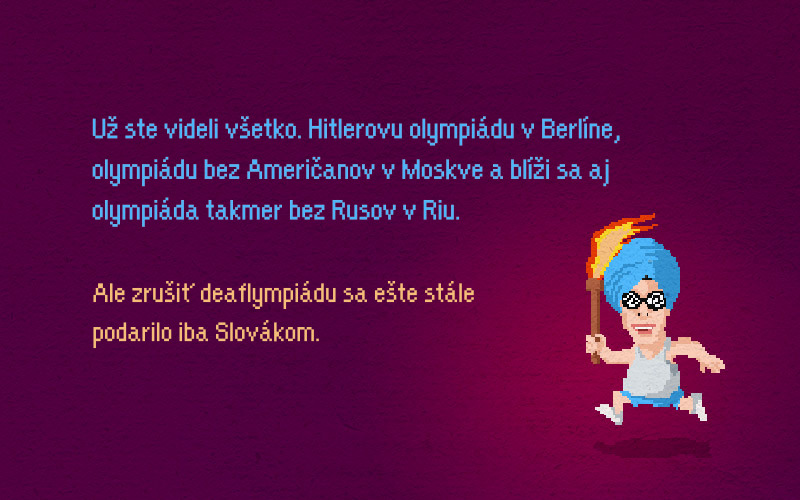 Už ste videli všetko. Hitlerovu olympiádu v Berlíne,
olympiádu bez Američanov v Moskve a blíži sa aj
olympiáda takmer bez Rusov v Riu.
Ale zrušiť deaflympiádu sa ešte stále
podarilo iba Slovákom.